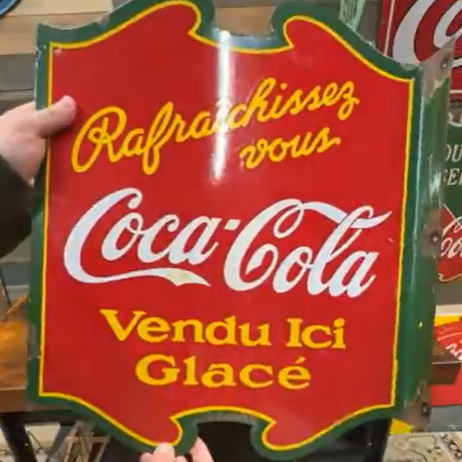 Rafraîchissez
vous
Coca-Cola
Vendu Ici
Glacé